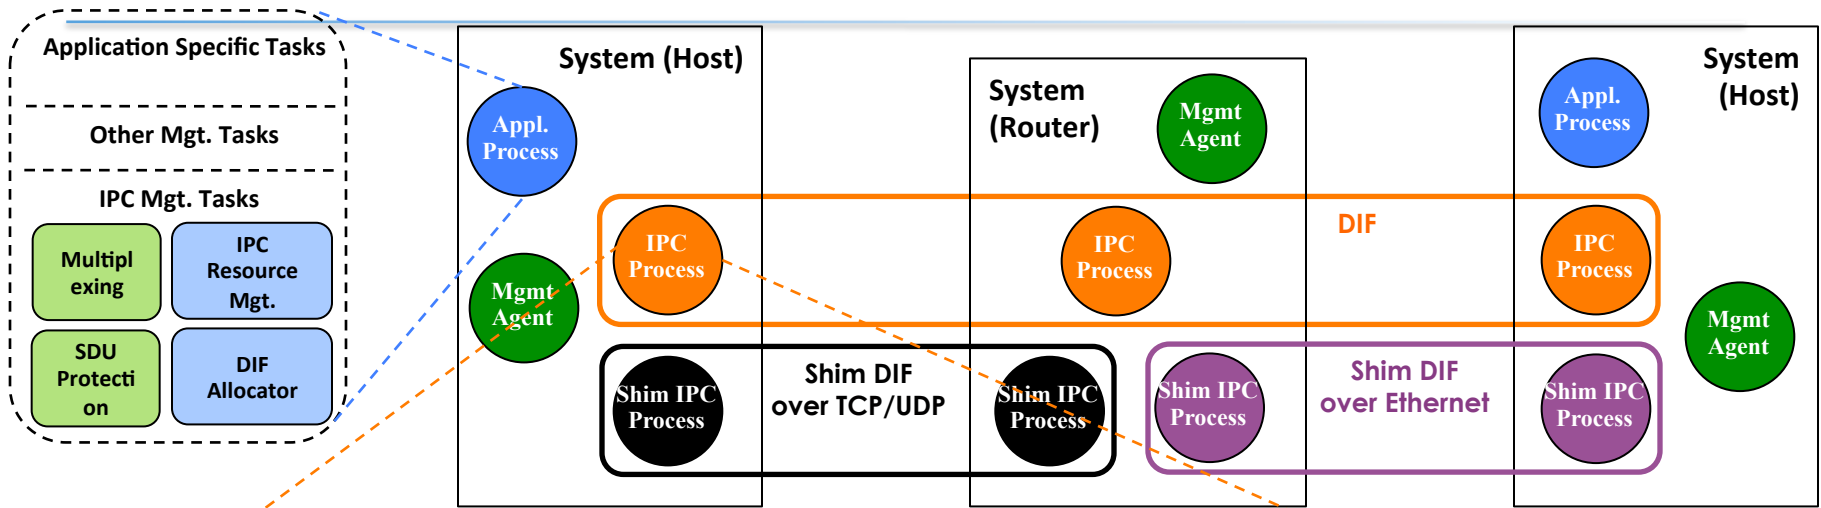 Application Specific Tasks
Other Mgt. Tasks
IPC Mgt. Tasks
Multipl
exing
IPC
Resource
Mgt.
SDU
Protecti
on
DIF
Allocator
System (Host)
Appl.
Process
Mgmt
Agent
IPC
Process
Shim IPC
Process
Shim DIF
over TCP/UDP
System
(Router)
Mgmt
Agent
IPC
Process
Shim IPC
Process
Shim IPC
Process
DIF
Shim DIF
over Ethernet
System
(Host)
Appl.
Process
IPC
Process
Mgmt
Agent
Shim IPC
Process